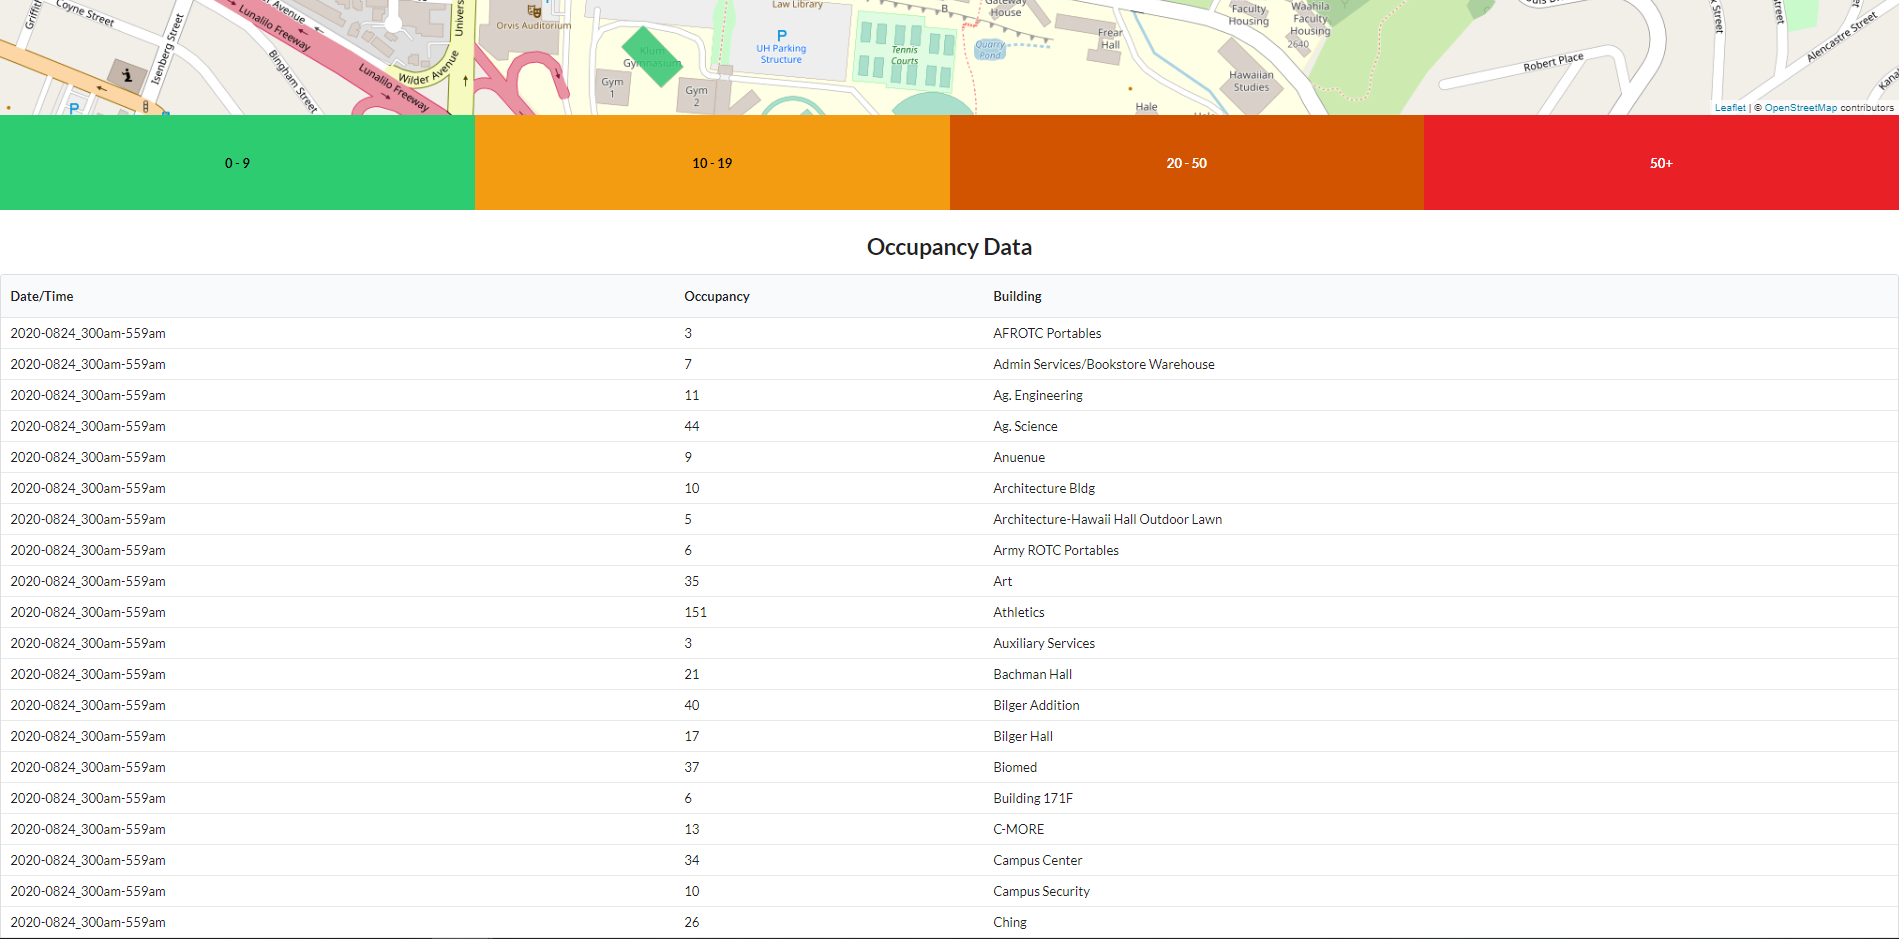 Coyne Street
Isenberg Street
Avenue
Lunalilo Freeway
Bingham Street
Lunalilo Freeway
Wilder Avenue
Orvis Auditorium
Klum
Gymnasium
Gym
1
Gym
2
Law Library
P
UH Parking
Structure
Tennis
Courts
B
Gateway
House
Quarry
Pond
Frear
Hall
Hale
Faculty
Housing
Waahila
Faculty
Housing
2640
Hawaiian
Studies
Robert Place
Street
Alencastre Street
P
Leaflet | © OpenStreetMap contributors
0 - 9 10 - 19 20 - 50 50+
Occupancy Data
Date/Time Occupancy Building
2020-0824_300am-559am 3 AFROTC Portables
2020-0824_300am-559am 7 Admin Services/Bookstore Warehouse
2020-0824_300am-559am 11 Ag. Engineering
2020-0824_300am-559am 44 Ag. Science
2020-0824_300am-559am 9 Anuenue
2020-0824_300am-559am 10 Architecture Bldg
2020-0824_300am-559am 5 Architecture-Hawaii Hall Outdoor Lawn
2020-0824_300am-559am 6 Army ROTC Portables
2020-0824_300am-559am 35 Art
2020-0824_300am-559am 151 Athletics
2020-0824_300am-559am 3 Auxiliary Services
2020-0824_300am-559am 21 Bachman Hall
2020-0824_300am-559am 40 Bilger Addition
2020-0824_300am-559am 17 Bilger Hall
2020-0824_300am-559am 37 Biomed
2020-0824_300am-559am 6 Building 171F
2020-0824_300am-559am 13 C-MORE
2020-0824_300am-559am 34 Campus Center
2020-0824_300am-559am 10 Campus Security
2020-0824_300am-559am 26 Ching